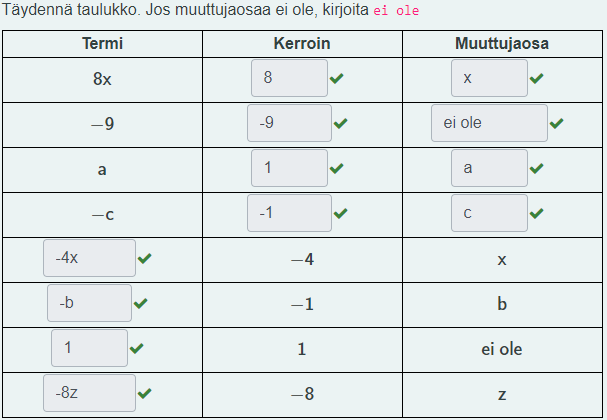 Täydennä taulukko. Jos muuttujaosaa ei ole, kirjoita ei ole
Termi Kerroin Muuttujaosa
8x 8 x
−9 -9 ei ole
a 1 a
−c -1 c
-4x −4 x
-b −1 b
1 1 ei ole
-8z −8 z